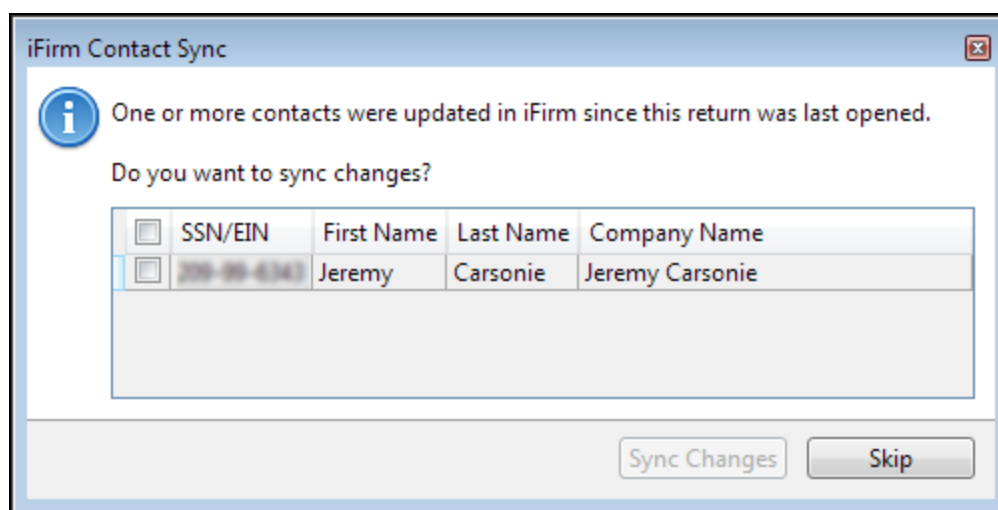 iFirm Contact Sync
One or more contacts were updated in iFirm since this return was last opened.
Do you want to sync changes?
SSN/EIN First Name Last Name Company Name
Jeremy Carsonie Jeremy Carsonie
Sync Changes Skip